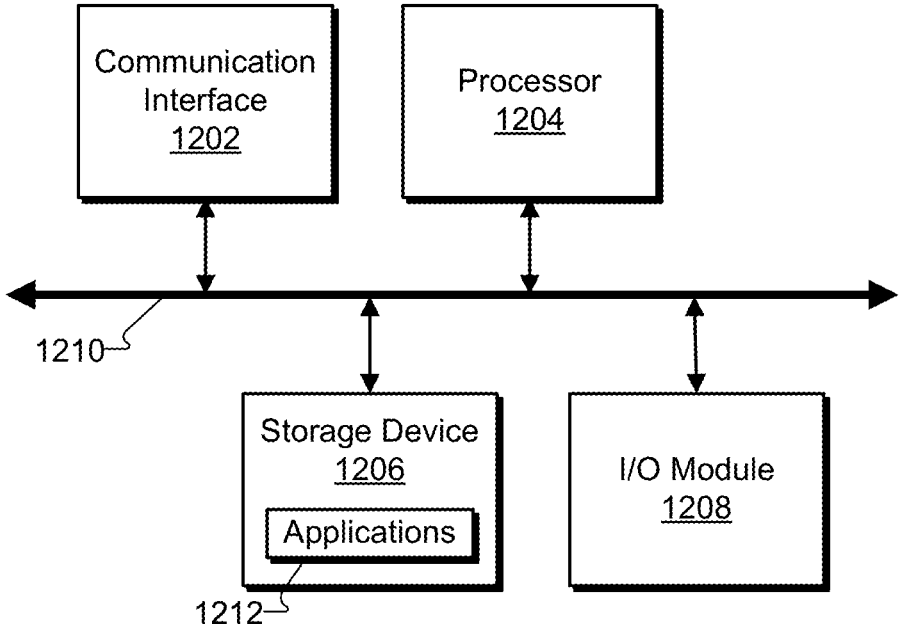 Communication
Interface
1202
Processor
1204
1210
Storage Device
1206
Applications
1212
I/O Module
1208